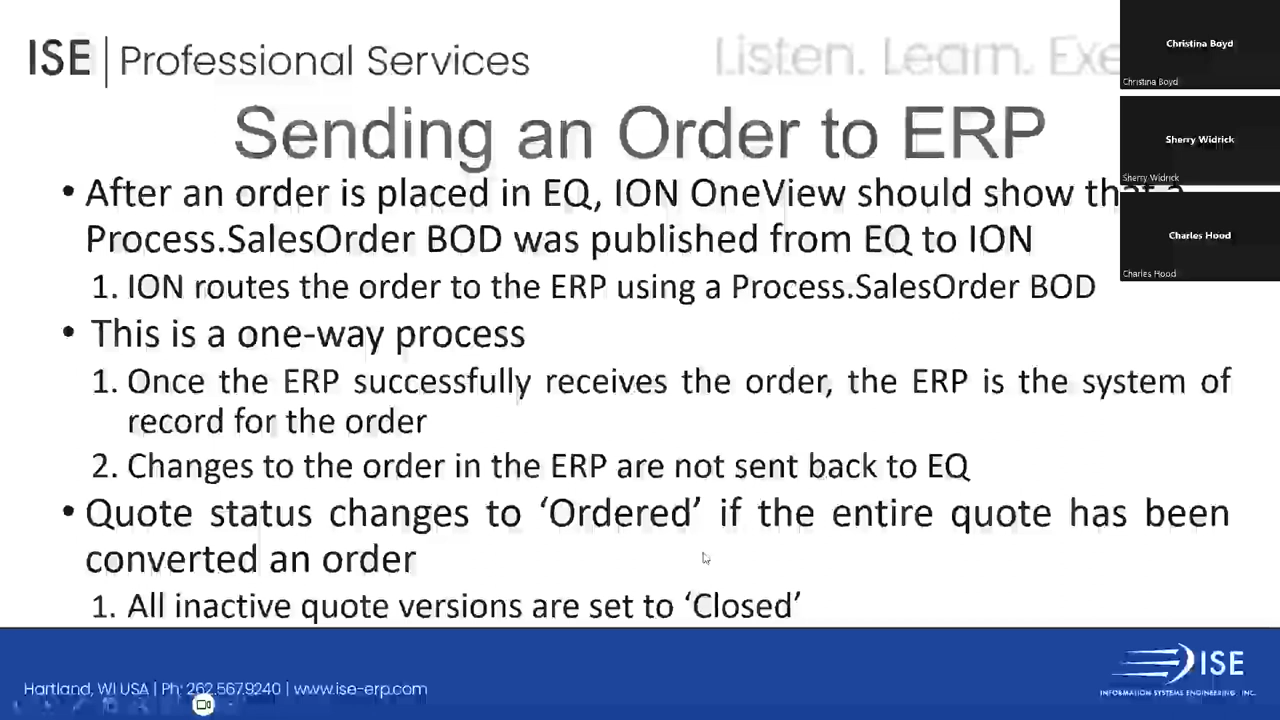 ISE | Professional Services
Listen. Learn.
Christina Boyd
Christina Boyd
Sherry Widrick
Sherry Widrick
Charles Hood
Charles Hood
Sending an Order to ERP
• After an order is placed in EQ, ION OneView should show that a
Process.SalesOrder BOD was published from EQ to ION
1. ION routes the order to the ERP using a Process.SalesOrder BOD
• This is a one-way process
1. Once the ERP successfully receives the order, the ERP is the system of
record for the order
2. Changes to the order in the ERP are not sent back to EQ
• Quote status changes to ‘Ordered’ if the entire quote has been
converted an order
1. All inactive quote versions are set to ‘Closed’
Hartland, WI USA | Ph: 262.567.9240 | www.ise-erp.com
ISE
INFORMATION SYSTEMS ENGINEERING, INC.